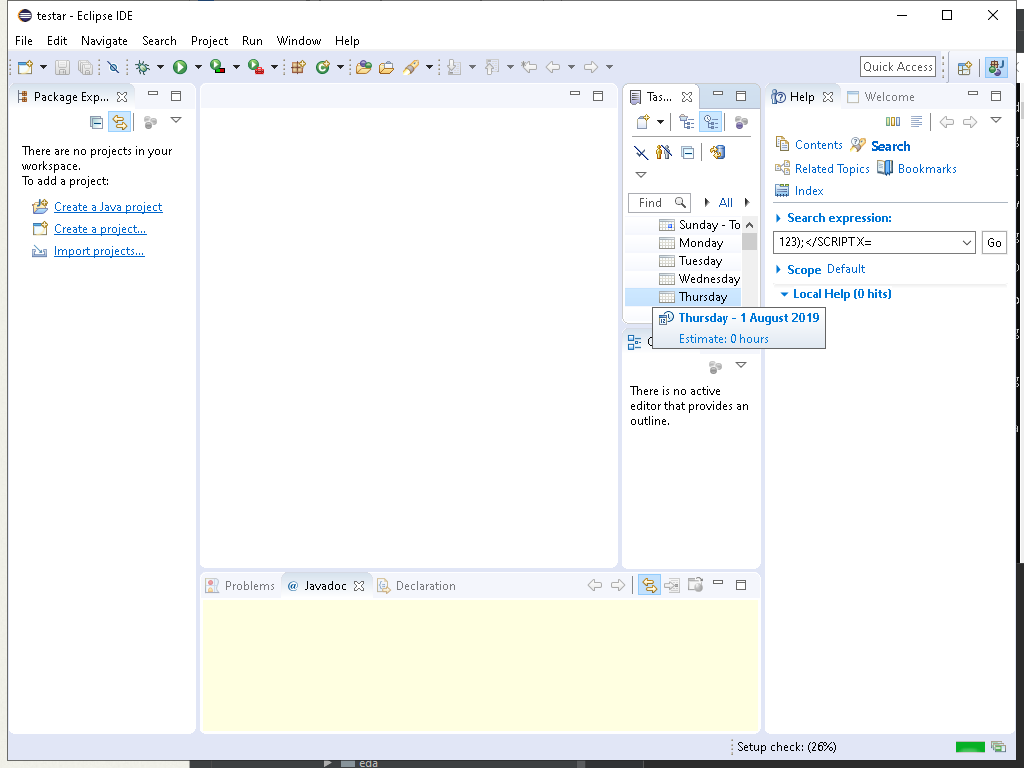 testar - Eclipse IDE
File Edit Navigate Search Project Run Window Help
Quick Access
Package Exp...
There are no projects in your
workspace.
To add a project:
Create a Java project
Create a project...
Import projects...
Tas...
Find
All
Sunday - To
Monday
Tuesday
Wednesday
Thursday
Thursday - 1 August 2019
Estimate: 0 hours
There is no active
editor that provides an
outline.
Help
Welcome
Contents
Search
Related Topics
Bookmarks
Index
Search expression:
123);</SCRIPT X=
Go
Scope Default
Local Help (0 hits)
Problems
@ Javadoc
Declaration
Setup check: (26%)
eda